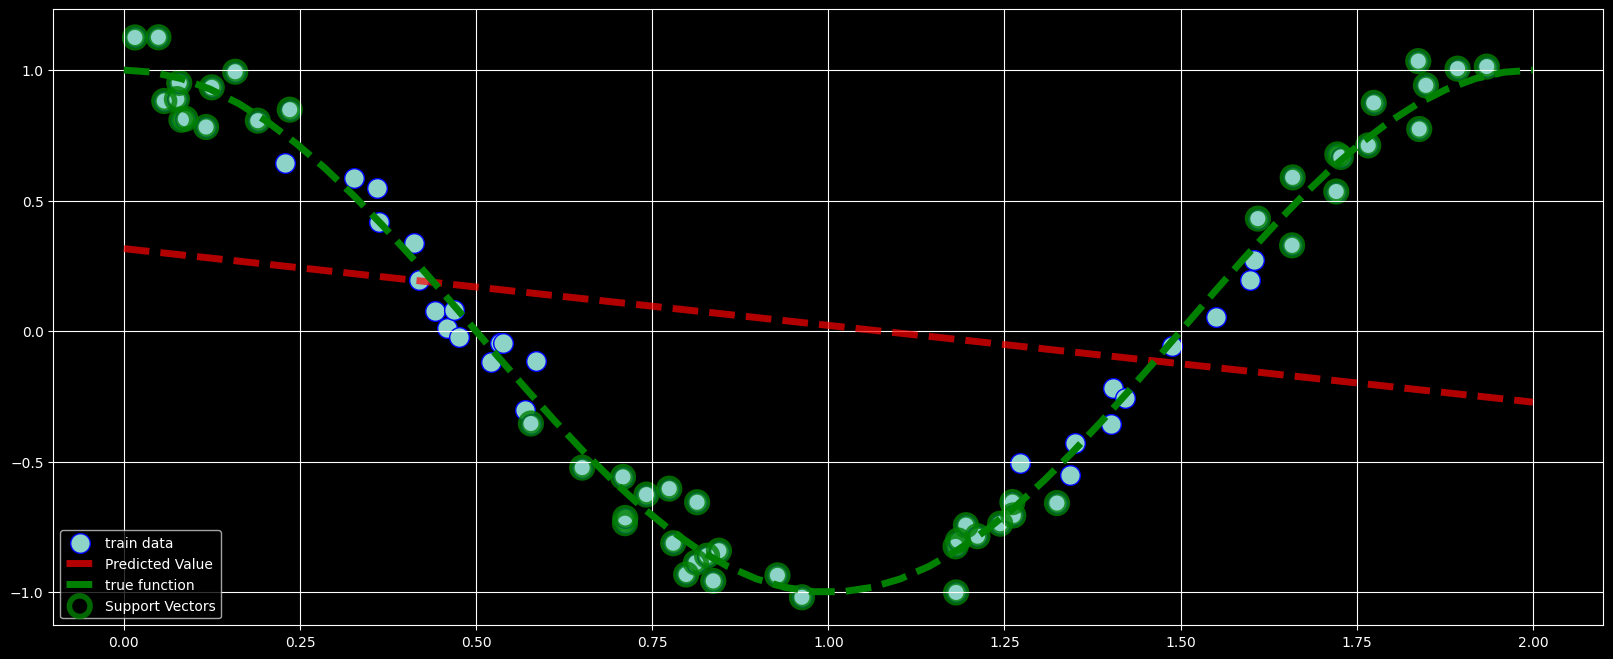 1.0
0.5
0.0
−0.5
−1.0
train data
Predicted Value
true function
Support Vectors
0.00 0.25 0.50 0.75 1.00 1.25 1.50 1.75 2.00